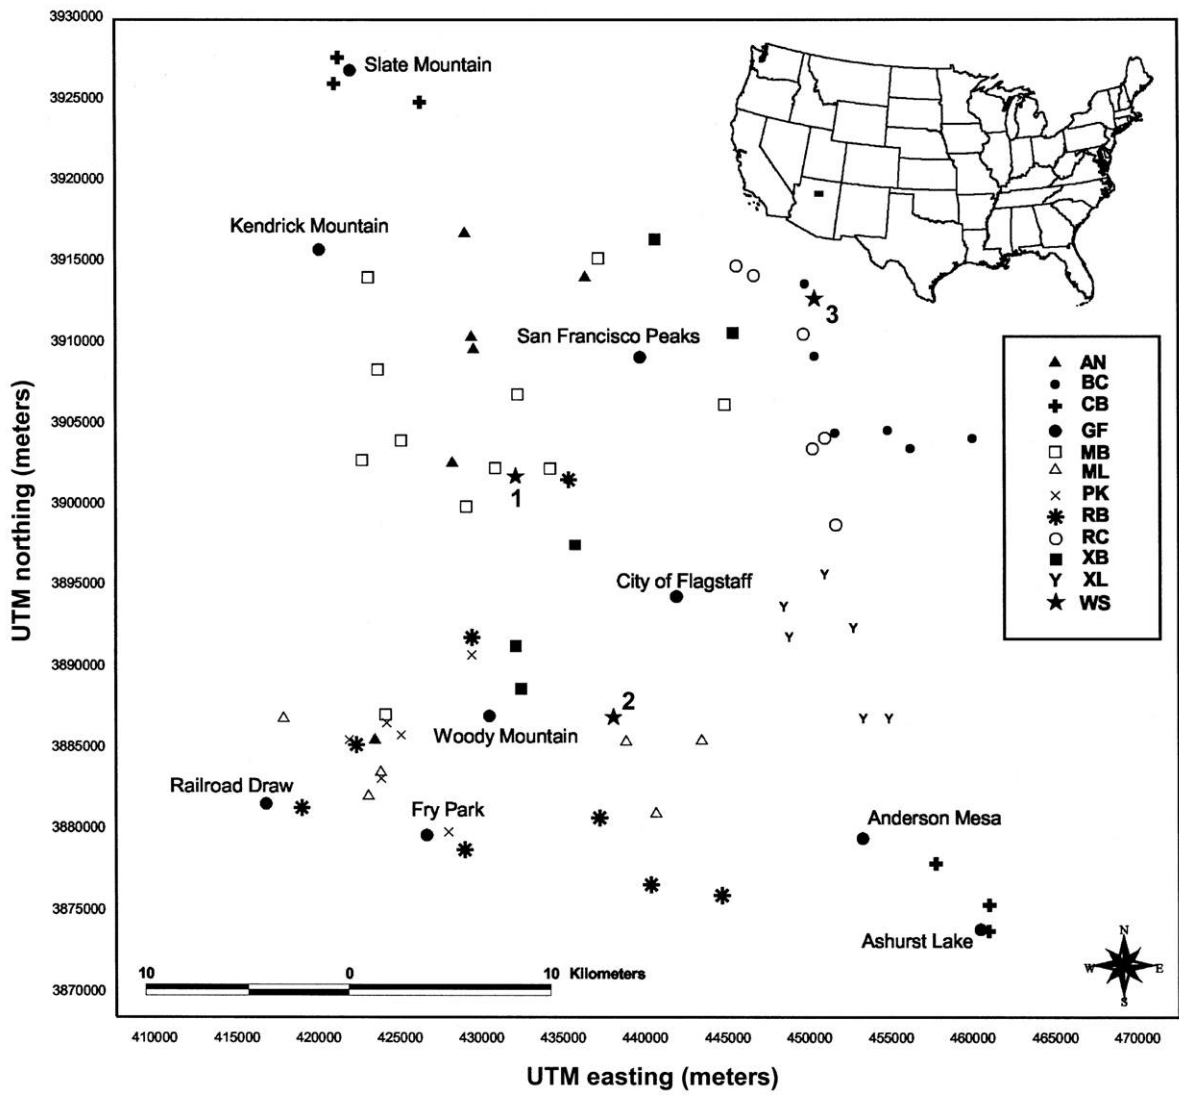 3930000
Slate Mountain
3925000
3920000
Kendrick Mountain
3915000
3
3910000
San Francisco Peaks
3905000
3900000
1
3895000
City of Flagstaff
3890000
2
3885000
Woody Mountain
Railroad Draw
Fry Park
3880000
Anderson Mesa
3875000
Ashurst Lake
3870000
UTM northing (meters)
AN
BC
CB
GF
MB
ML
PK
RB
RC
XB
XL
WS
10 0 10 Kilometers
N
W E
S
410000 415000 420000 425000 430000 435000 440000 445000 450000 455000 460000 465000 470000
UTM easting (meters)